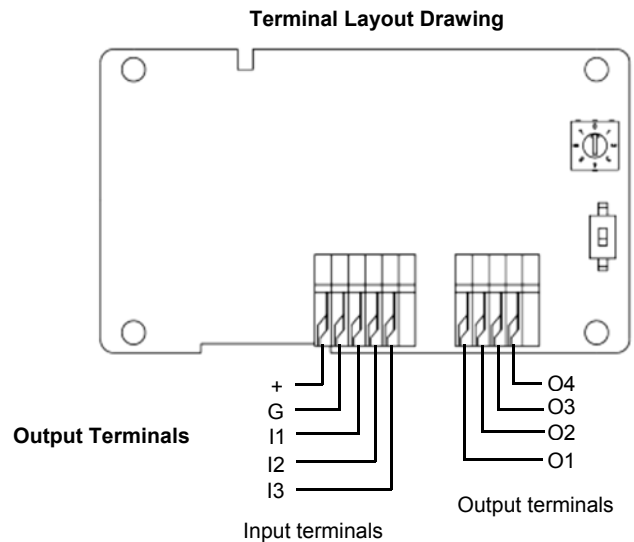 Terminal Layout Drawing
+
G
I1
I2
I3
O4
O3
O2
O1
Output Terminals
Output terminals
Input terminals